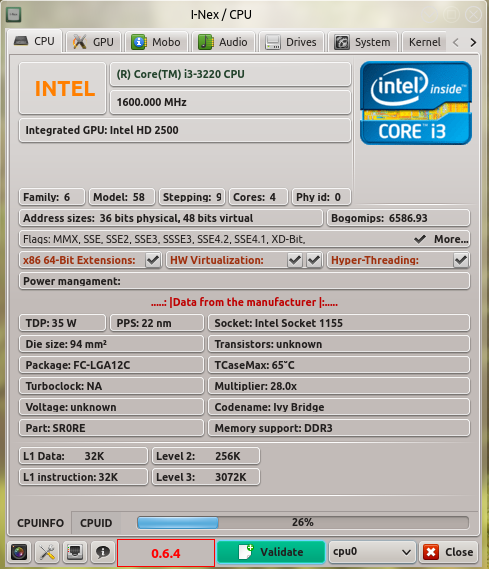 I-Nex / CPU
CPU GPU Mobo Audio Drives System Kernel
INTEL
(R) Core(TM) i3-3220 CPU
1600.000 MHz
intel inside™
CORE i3
Integrated GPU: Intel HD 2500
Family: 6 Model: 58 Stepping: 9 Cores: 4 Phy id: 0
Address sizes: 36 bits physical, 48 bits virtual Bogomips: 6586.93
Flags: MMX, SSE, SSE2, SSE3, SSSE3, SSE4.2, SSE4.1, XD-Bit, More...
x86 64-Bit Extensions: HW Virtualization: Hyper-Threading:
Power mangament:
.....: |Data from the manufacturer |:.....
TDP: 35 W PPS: 22 nm Socket: Intel Socket 1155
Die size: 94 mm² Transistors: unknown
Package: FC-LGA12C TCaseMax: 65˚C
Turboclock: NA Multiplier: 28.0x
Voltage: unknown Codename: Ivy Bridge
Part: SR0RE Memory support: DDR3
L1 Data: 32K Level 2: 256K
L1 instruction: 32K Level 3: 3072K
CPUINFO CPUID 26%
0.6.4 Validate cpu0 Close